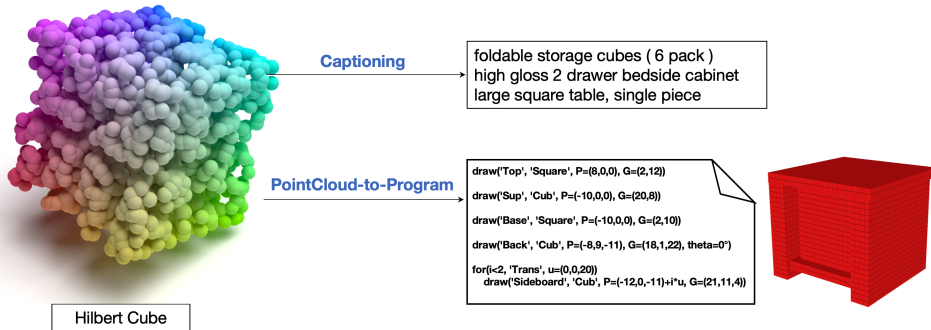 Captioning
foldable storage cubes ( 6 pack )
high gloss 2 drawer bedside cabinet
large square table, single piece
PointCloud-to-Program
draw('Top', 'Square', P=(8,0,0), G=(2,12))
draw('Sup', 'Cub', P=(-10,0,0), G=(20,8))
draw('Base', 'Square', P=(-10,0,0), G=(2,10))
draw('Back', 'Cub', P=(-8,9,-11), G=(18,1,22), theta=0°)
for(i<2, 'Trans', u=(0,0,20))
draw('Sideboard', 'Cub', P=(-12,0,-11)+i*u, G=(21,11,4))
Hilbert Cube